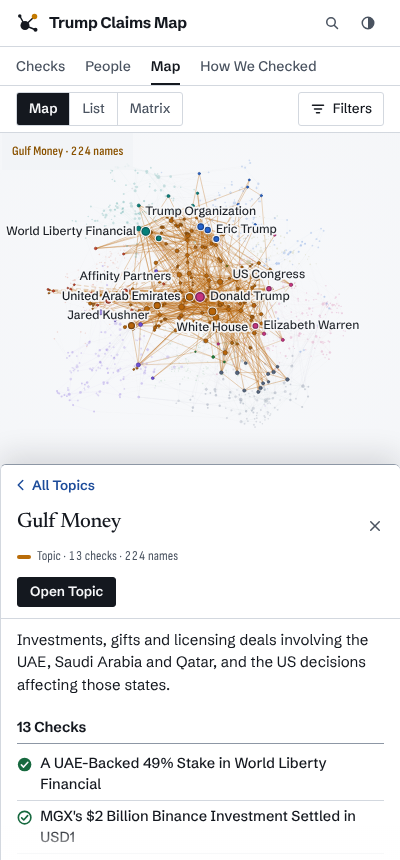 Trump Claims Map
Checks People Map How We Checked
Map List Matrix Filters
Gulf Money · 224 names
Trump Organization
World Liberty Financial
Eric Trump
Affinity Partners
US Congress
United Arab Emirates
Donald Trump
Jared Kushner
White House
Elizabeth Warren
All Topics
Gulf Money
Topic · 13 checks · 224 names
Open Topic
Investments, gifts and licensing deals involving the
UAE, Saudi Arabia and Qatar, and the US decisions
affecting those states.
13 Checks
A UAE-Backed 49% Stake in World Liberty
Financial
MGX's $2 Billion Binance Investment Settled in
USD1